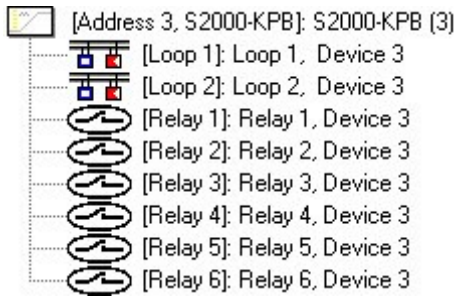 [Address 3, S2000-KPB]: S2000-KPB (3)
[Loop 1]: Loop 1, Device 3
[Loop 2]: Loop 2, Device 3
[Relay 1]: Relay 1, Device 3
[Relay 2]: Relay 2, Device 3
[Relay 3]: Relay 3, Device 3
[Relay 4]: Relay 4, Device 3
[Relay 5]: Relay 5, Device 3
[Relay 6]: Relay 6, Device 3